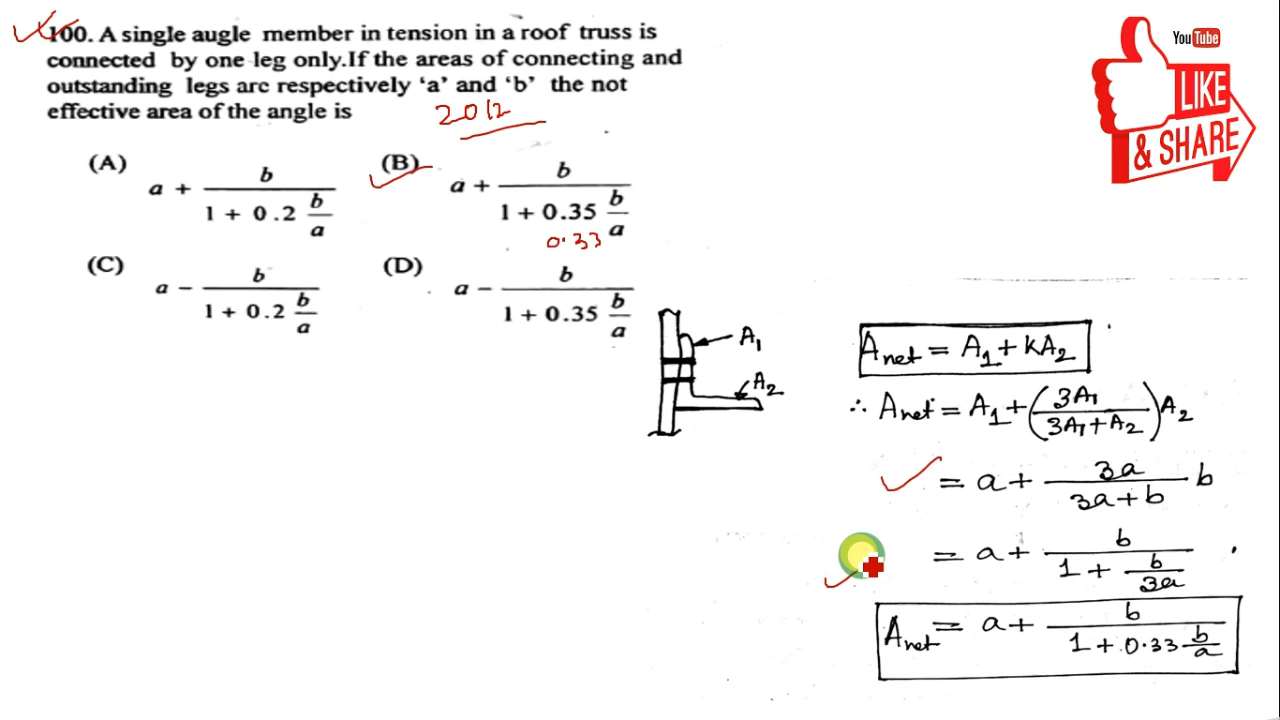 100. A single augle member in tension in a roof truss is
connected by one leg only.If the areas of connecting and
outstanding legs arc respectively ‘a’ and ‘b’ the not
effective area of the angle is
2012
(A) a + b / (1 + 0.2 b/a)
(B) a + b / (1 + 0.35 b/a)
0.33
(C) a − b / (1 + 0.2 b/a)
(D) a − b / (1 + 0.35 b/a)
A1
A2
Anet = A1 + kA2
∴ Anet = A1 + (3A1 / (3A1 + A2)) A2
= a + 3a / (3a + b) b
= a + b / (1 + b/3a)
Anet = a + b / (1 + 0.33 b/a)
YouTube
LIKE
& SHARE